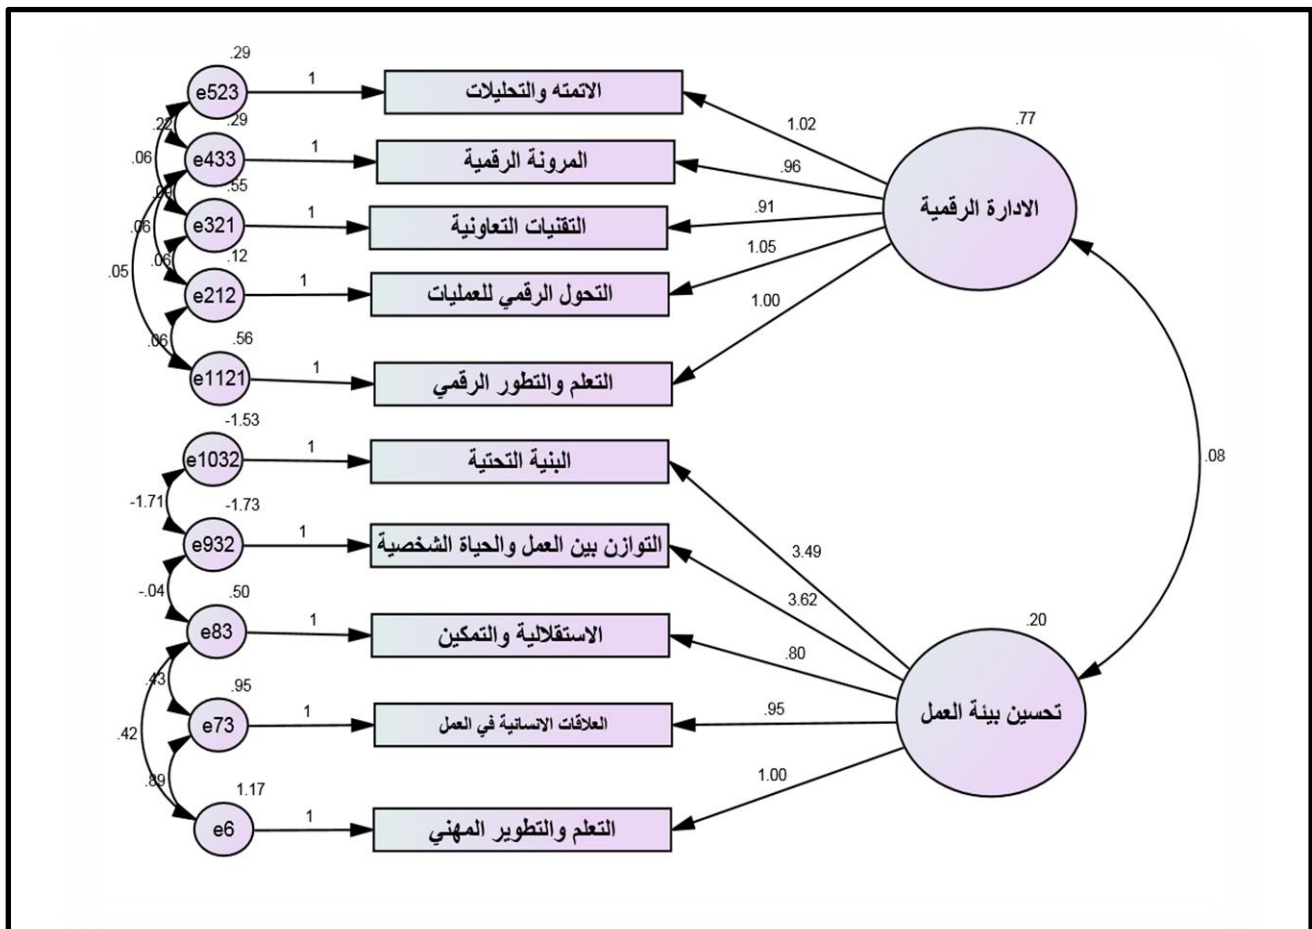 .29
e523
1
الاتمته والتحليلات
1.02
.77
.22
.29
e433
1
المرونة الرقمية
.96
الادارة الرقمية
.06
.09
.55
e321
1
التقنيات التعاونية
.91
.06
.06
.12
e212
1
التحول الرقمي للعمليات
1.05
.05
.06
.56
e1121
1
التعلم والتطور الرقمي
1.00
-1.53
e1032
1
البنية التحتية
3.49
.08
-1.71
-1.73
e932
1
التوازن بين العمل والحياة الشخصية
3.62
-.04
.50
e83
1
الاستقلالية والتمكين
.80
.20
.43
.95
e73
1
العلاقات الانسانية في العمل
.95
تحسين بيئة العمل
.42
.89
1.17
e6
1
التعلم والتطوير المهني
1.00